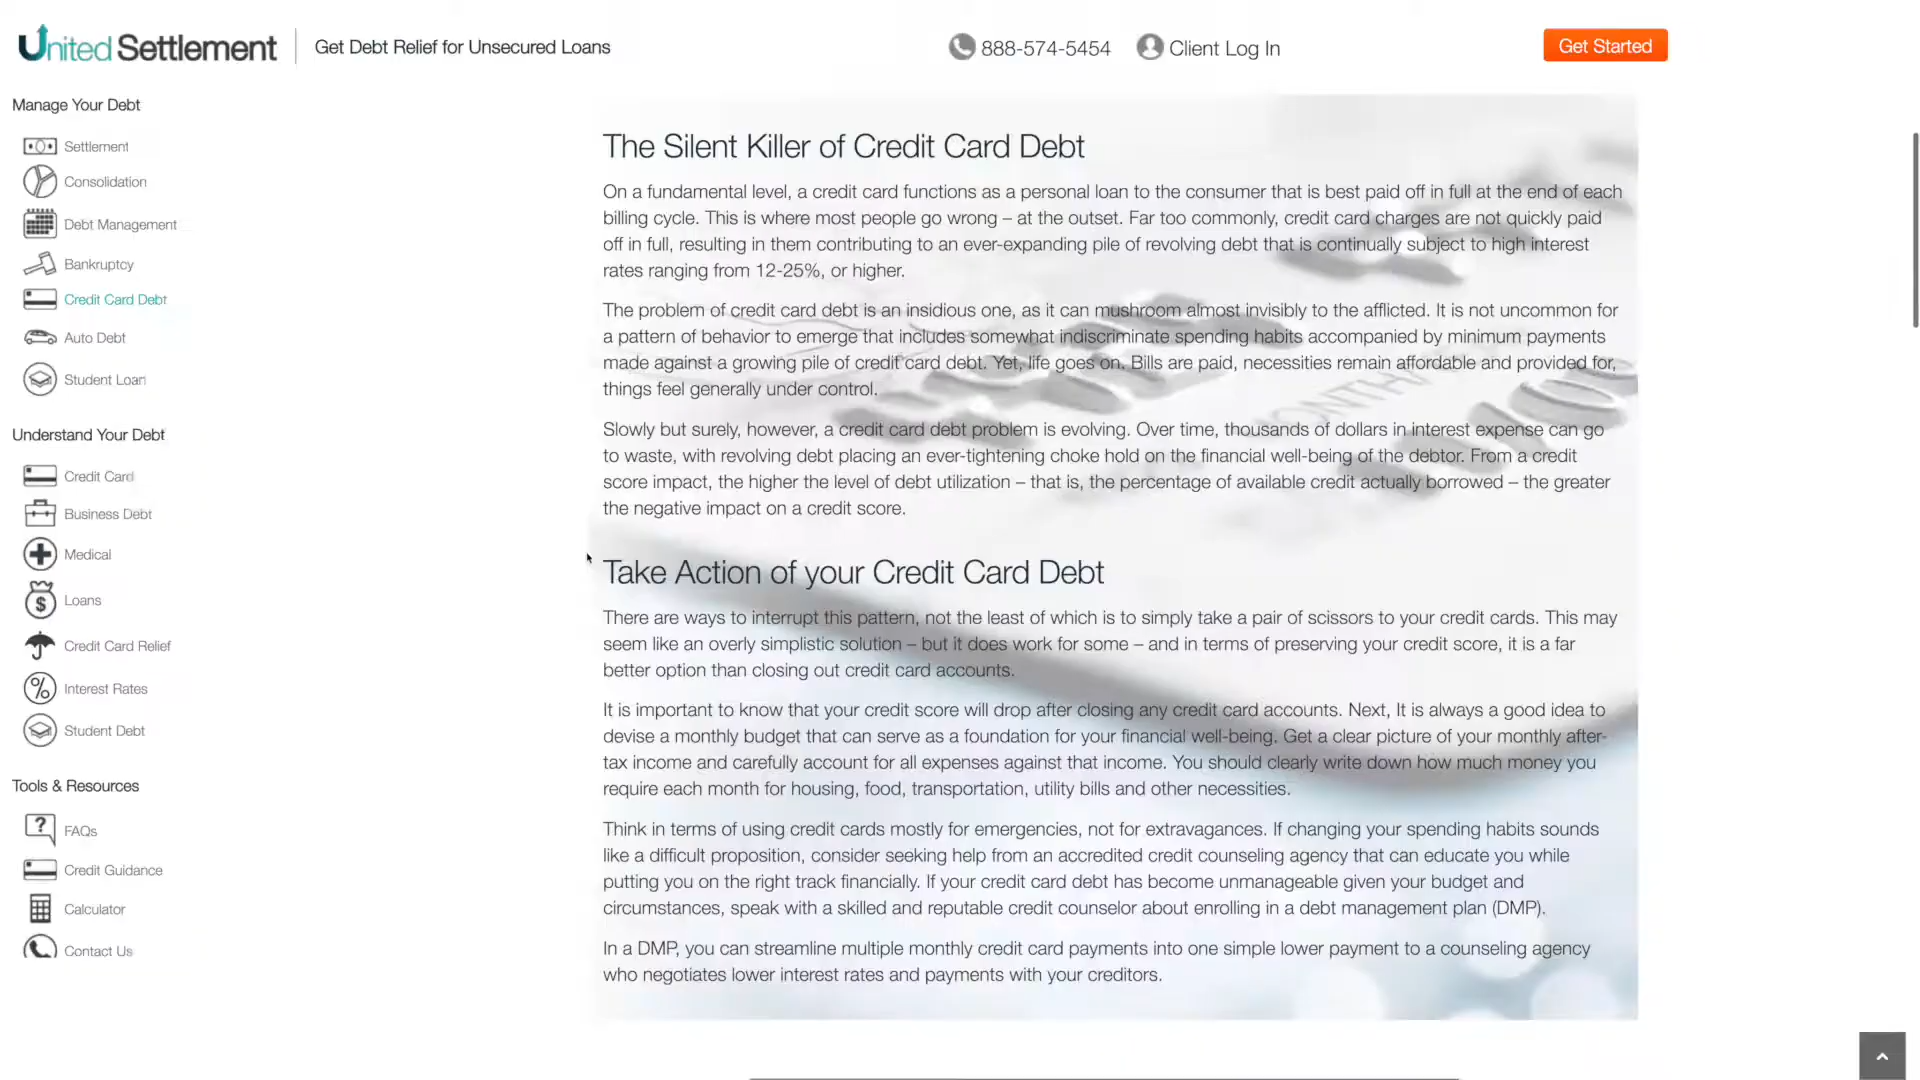 United Settlement
Get Debt Relief for Unsecured Loans
888-574-5454
Client Log In
Get Started
Manage Your Debt
Settlement
Consolidation
Debt Management
Bankruptcy
Credit Card Debt
Auto Debt
Student Loan
Understand Your Debt
Credit Card
Business Debt
Medical
Loans
Credit Card Relief
Interest Rates
Student Debt
Tools & Resources
FAQs
Credit Guidance
Calculator
Contact Us
The Silent Killer of Credit Card Debt
On a fundamental level, a credit card functions as a personal loan to the consumer that is best paid off in full at the end of each
billing cycle. This is where most people go wrong – at the outset. Far too commonly, credit card charges are not quickly paid
off in full, resulting in them contributing to an ever-expanding pile of revolving debt that is continually subject to high interest
rates ranging from 12-25%, or higher.
The problem of credit card debt is an insidious one, as it can mushroom almost invisibly to the afflicted. It is not uncommon for
a pattern of behavior to emerge that includes somewhat indiscriminate spending habits accompanied by minimum payments
made against a growing pile of credit card debt. Yet, life goes on. Bills are paid, necessities remain affordable and provided for,
things feel generally under control.
Slowly but surely, however, a credit card debt problem is evolving. Over time, thousands of dollars in interest expense can go
to waste, with revolving debt placing an ever-tightening choke hold on the financial well-being of the debtor. From a credit
score impact, the higher the level of debt utilization – that is, the percentage of available credit actually borrowed – the greater
the negative impact on a credit score.
Take Action of your Credit Card Debt
There are ways to interrupt this pattern, not the least of which is to simply take a pair of scissors to your credit cards. This may
seem like an overly simplistic solution – but it does work for some – and in terms of preserving your credit score, it is a far
better option than closing out credit card accounts.
It is important to know that your credit score will drop after closing any credit card accounts. Next, It is always a good idea to
devise a monthly budget that can serve as a foundation for your financial well-being. Get a clear picture of your monthly after-
tax income and carefully account for all expenses against that income. You should clearly write down how much money you
require each month for housing, food, transportation, utility bills and other necessities.
Think in terms of using credit cards mostly for emergencies, not for extravagances. If changing your spending habits sounds
like a difficult proposition, consider seeking help from an accredited credit counseling agency that can educate you while
putting you on the right track financially. If your credit card debt has become unmanageable given your budget and
circumstances, speak with a skilled and reputable credit counselor about enrolling in a debt management plan (DMP).
In a DMP, you can streamline multiple monthly credit card payments into one simple lower payment to a counseling agency
who negotiates lower interest rates and payments with your creditors.